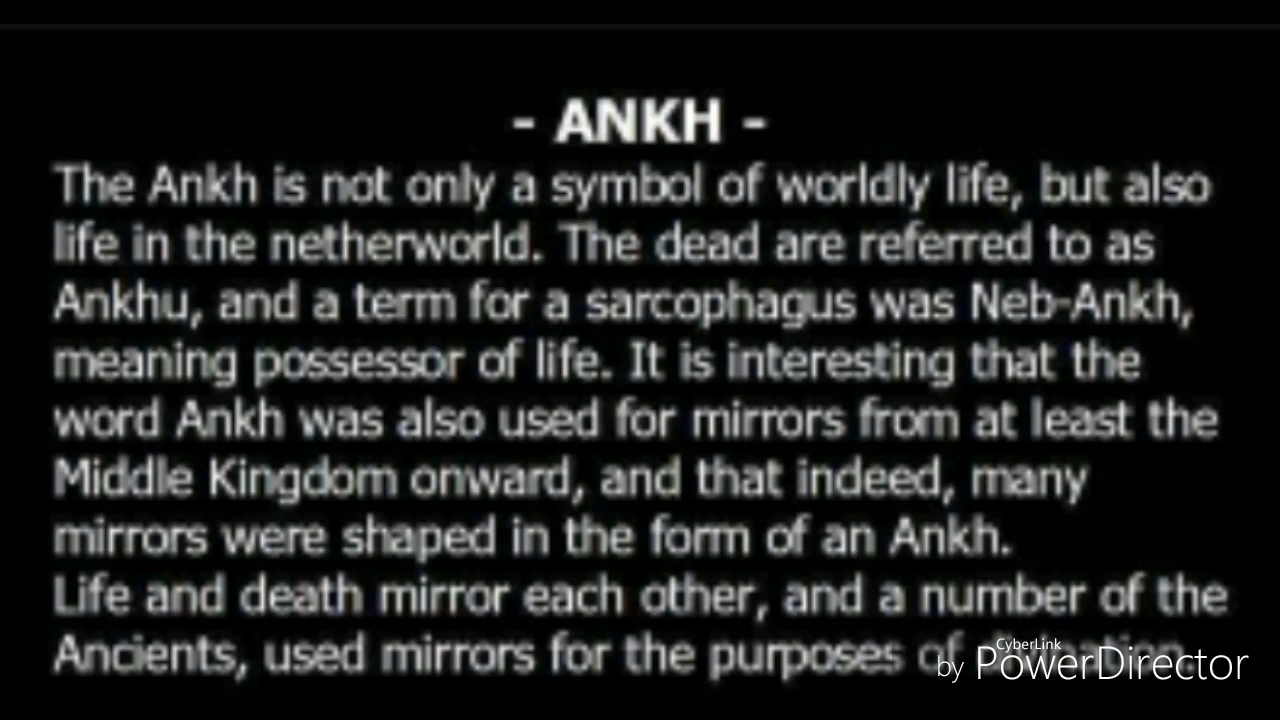 - ANKH -
The Ankh is not only a symbol of worldly life, but also
life in the netherworld. The dead are referred to as
Ankhu, and a term for a sarcophagus was Neb-Ankh,
meaning possessor of life. It is interesting that the
word Ankh was also used for mirrors from at least the
Middle Kingdom onward, and that indeed, many
mirrors were shaped in the form of an Ankh.
Life and death mirror each other, and a number of the
Ancients, used mirrors for the purposes of
CyberLink
by PowerDirector